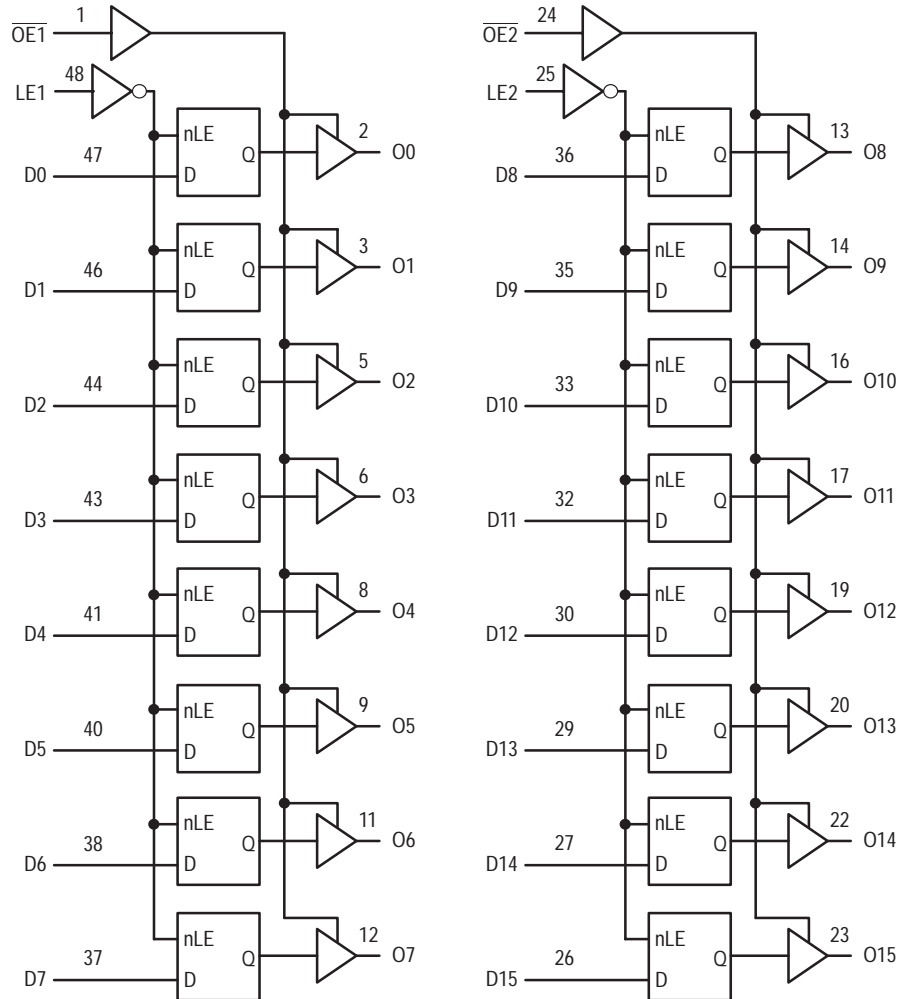 1
O̅E̅1̅
48
LE1
nLE
Q
D
2
O0
47
D0
nLE
Q
D
3
O1
46
D1
nLE
Q
D
5
O2
44
D2
nLE
Q
D
6
O3
43
D3
nLE
Q
D
8
O4
41
D4
nLE
Q
D
9
O5
40
D5
nLE
Q
D
11
O6
38
D6
nLE
Q
D
12
O7
37
D7
24
O̅E̅2̅
25
LE2
nLE
Q
D
13
O8
36
D8
nLE
Q
D
14
O9
35
D9
nLE
Q
D
16
O10
33
D10
nLE
Q
D
17
O11
32
D11
nLE
Q
D
19
O12
30
D12
nLE
Q
D
20
O13
29
D13
nLE
Q
D
22
O14
27
D14
nLE
Q
D
23
O15
26
D15